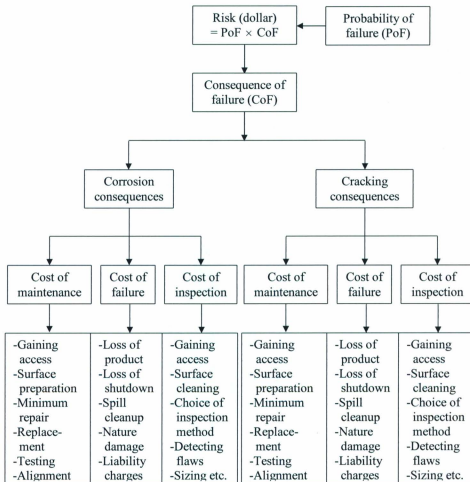 Risk (dollar)
= PoF × CoF
Probability of
failure (PoF)
Consequence of
failure (CoF)
Corrosion
consequences
Cracking
consequences
Cost of
maintenance
Cost of
failure
Cost of
inspection
Cost of
maintenance
Cost of
failure
Cost of
inspection
-Gaining
access
-Surface
preparation
-Minimum
repair
-Replace-
ment
-Testing
-Alignment
-Loss of
product
-Loss of
shutdown
-Spill
cleanup
-Nature
damage
-Liability
charges
-Gaining
access
-Surface
cleaning
-Choice of
inspection
method
-Detecting
flaws
-Sizing etc.
-Gaining
access
-Surface
preparation
-Minimum
repair
-Replace-
ment
-Testing
-Alignment
-Loss of
product
-Loss of
shutdown
-Spill
cleanup
-Nature
damage
-Liability
charges
-Gaining
access
-Surface
cleaning
-Choice of
inspection
method
-Detecting
flaws
-Sizing etc.